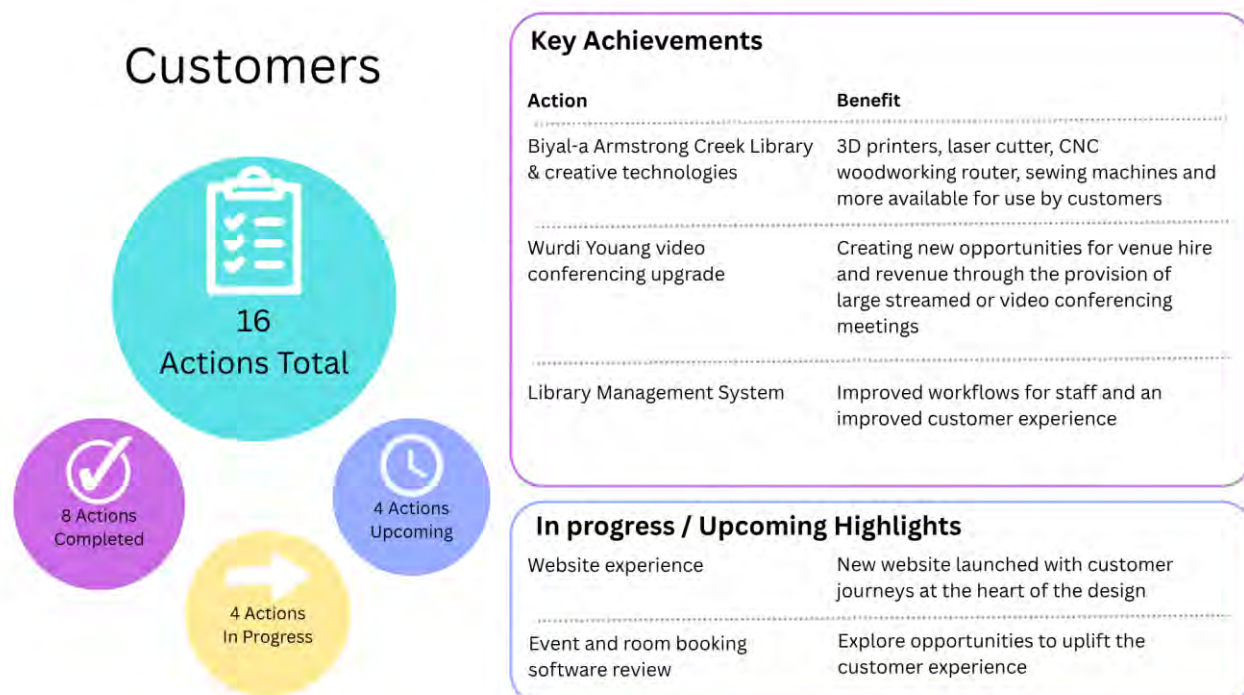 Customers
16
Actions Total
8 Actions
Completed
4 Actions
In Progress
4 Actions
Upcoming
Key Achievements
Action
Benefit
Biyal-a Armstrong Creek Library
& creative technologies
3D printers, laser cutter, CNC
woodworking router, sewing machines and
more available for use by customers
Wurdi Youang video
conferencing upgrade
Creating new opportunities for venue hire
and revenue through the provision of
large streamed or video conferencing
meetings
Library Management System
Improved workflows for staff and an
improved customer experience
In progress / Upcoming Highlights
Website experience
New website launched with customer
journeys at the heart of the design
Event and room booking
software review
Explore opportunities to uplift the
customer experience